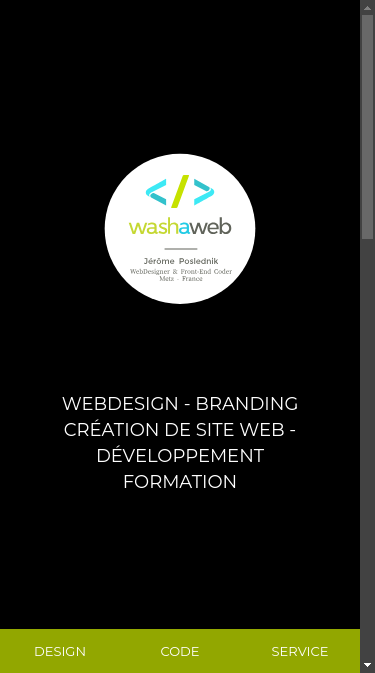 washaweb
Jérôme Poslednik
WebDesigner & Front-End Coder
Metz - France
WEBDESIGN - BRANDING
CRÉATION DE SITE WEB -
DÉVELOPPEMENT
FORMATION
DESIGN CODE SERVICE